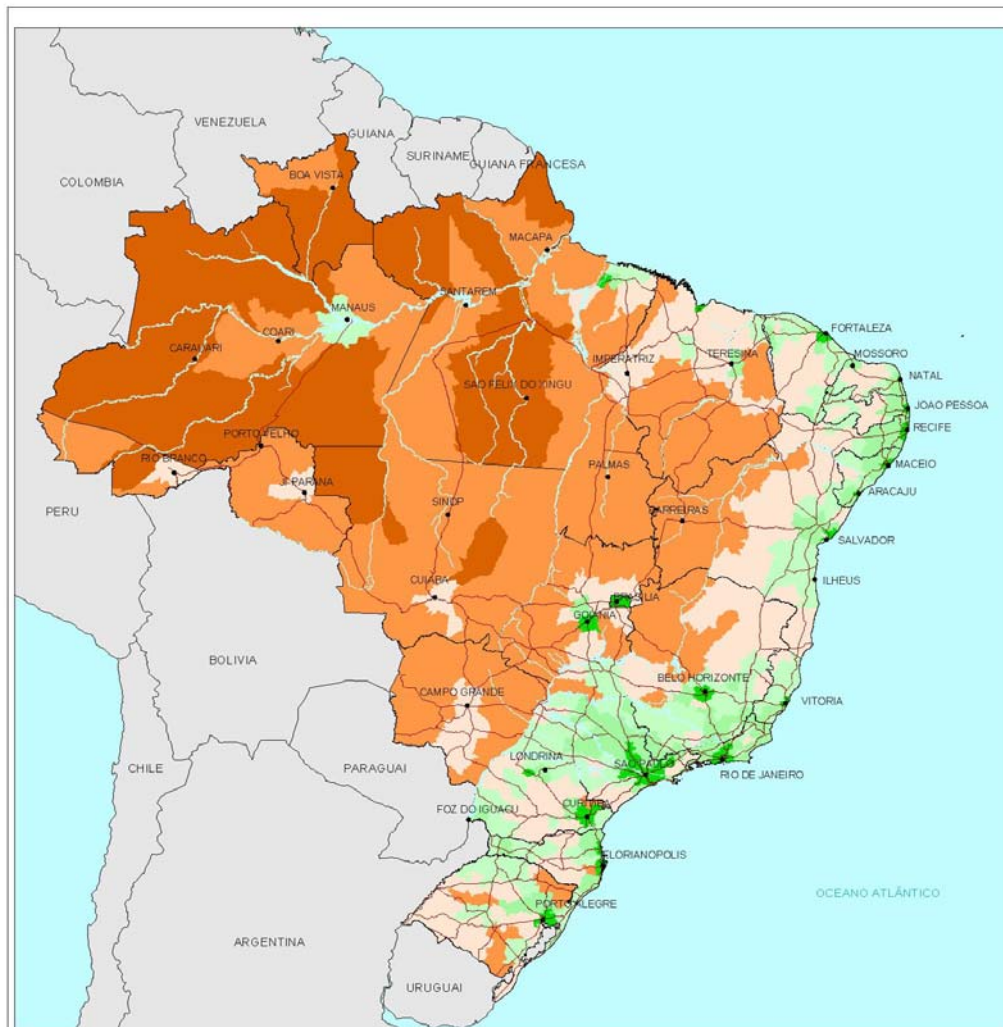 VENEZUELA
GUIANA
SURINAME
GUIANA FRANCESA
COLOMBIA
BOA VISTA
MACAPA
SANTAREM
MANAUS
COARI
CARAUARI
FORTALEZA
IMPERATRIZ
TERESINA
MOSSORO
NATAL
SAO FELIX DO XINGU
JOAO PESSOA
RECIFE
PORTO VELHO
RIO BRANCO
PALMAS
MACEIO
JI PARANA
ARACAJU
SINOP
BARREIRAS
PERU
SALVADOR
CUIABA
ILHEUS
BRASILIA
GOIANIA
BOLIVIA
BELO HORIZONTE
CAMPO GRANDE
VITORIA
LONDRINA
SAO PAULO
CHILE
PARAGUAI
RIO DE JANEIRO
FOZ DO IGUACU
CURITIBA
FLORIANOPOLIS
OCEANO ATLÂNTICO
PORTO ALEGRE
ARGENTINA
URUGUAI